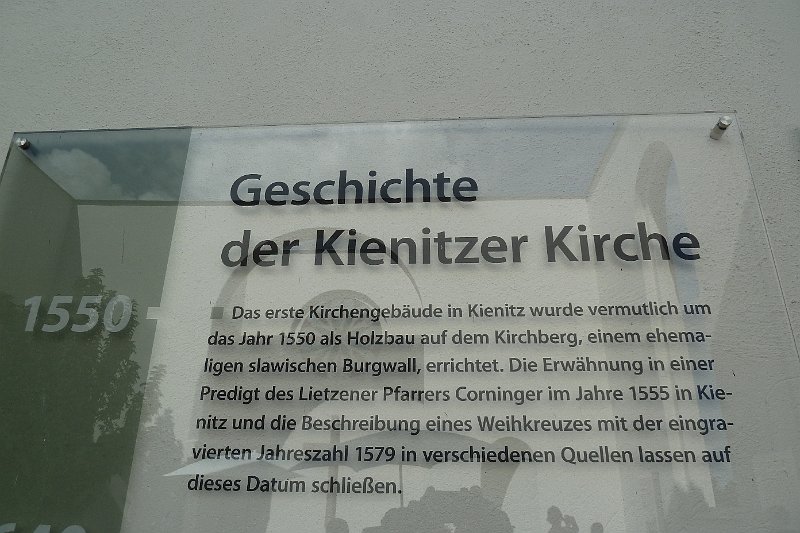 Geschichte
der Kienitzer Kirche
1550
Das erste Kirchengebäude in Kienitz wurde vermutlich um
das Jahr 1550 als Holzbau auf dem Kirchberg, einem ehema-
ligen slawischen Burgwall, errichtet. Die Erwähnung in einer
Predigt des Lietzener Pfarrers Corninger im Jahre 1555 in Kie-
nitz und die Beschreibung eines Weihkreuzes mit der eingra-
vierten Jahreszahl 1579 in verschiedenen Quellen lassen auf
dieses Datum schließen.